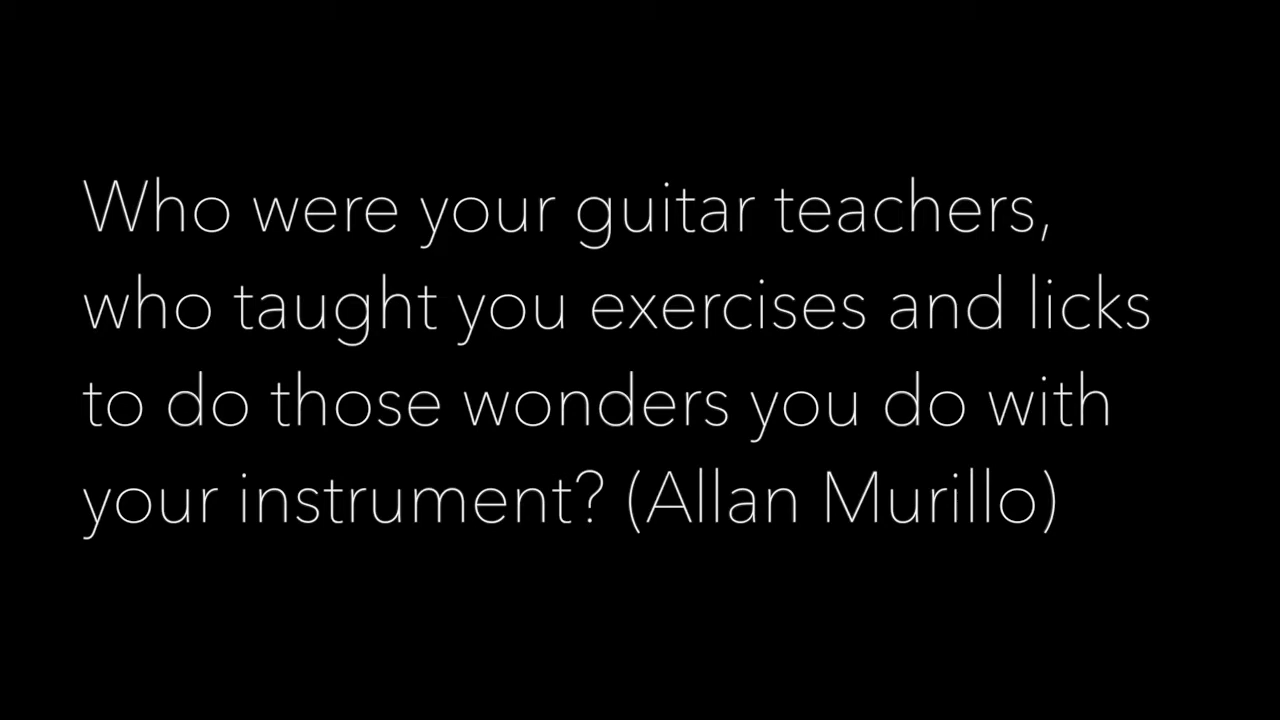 Who were your guitar teachers,
who taught you exercises and licks
to do those wonders you do with
your instrument? (Allan Murillo)